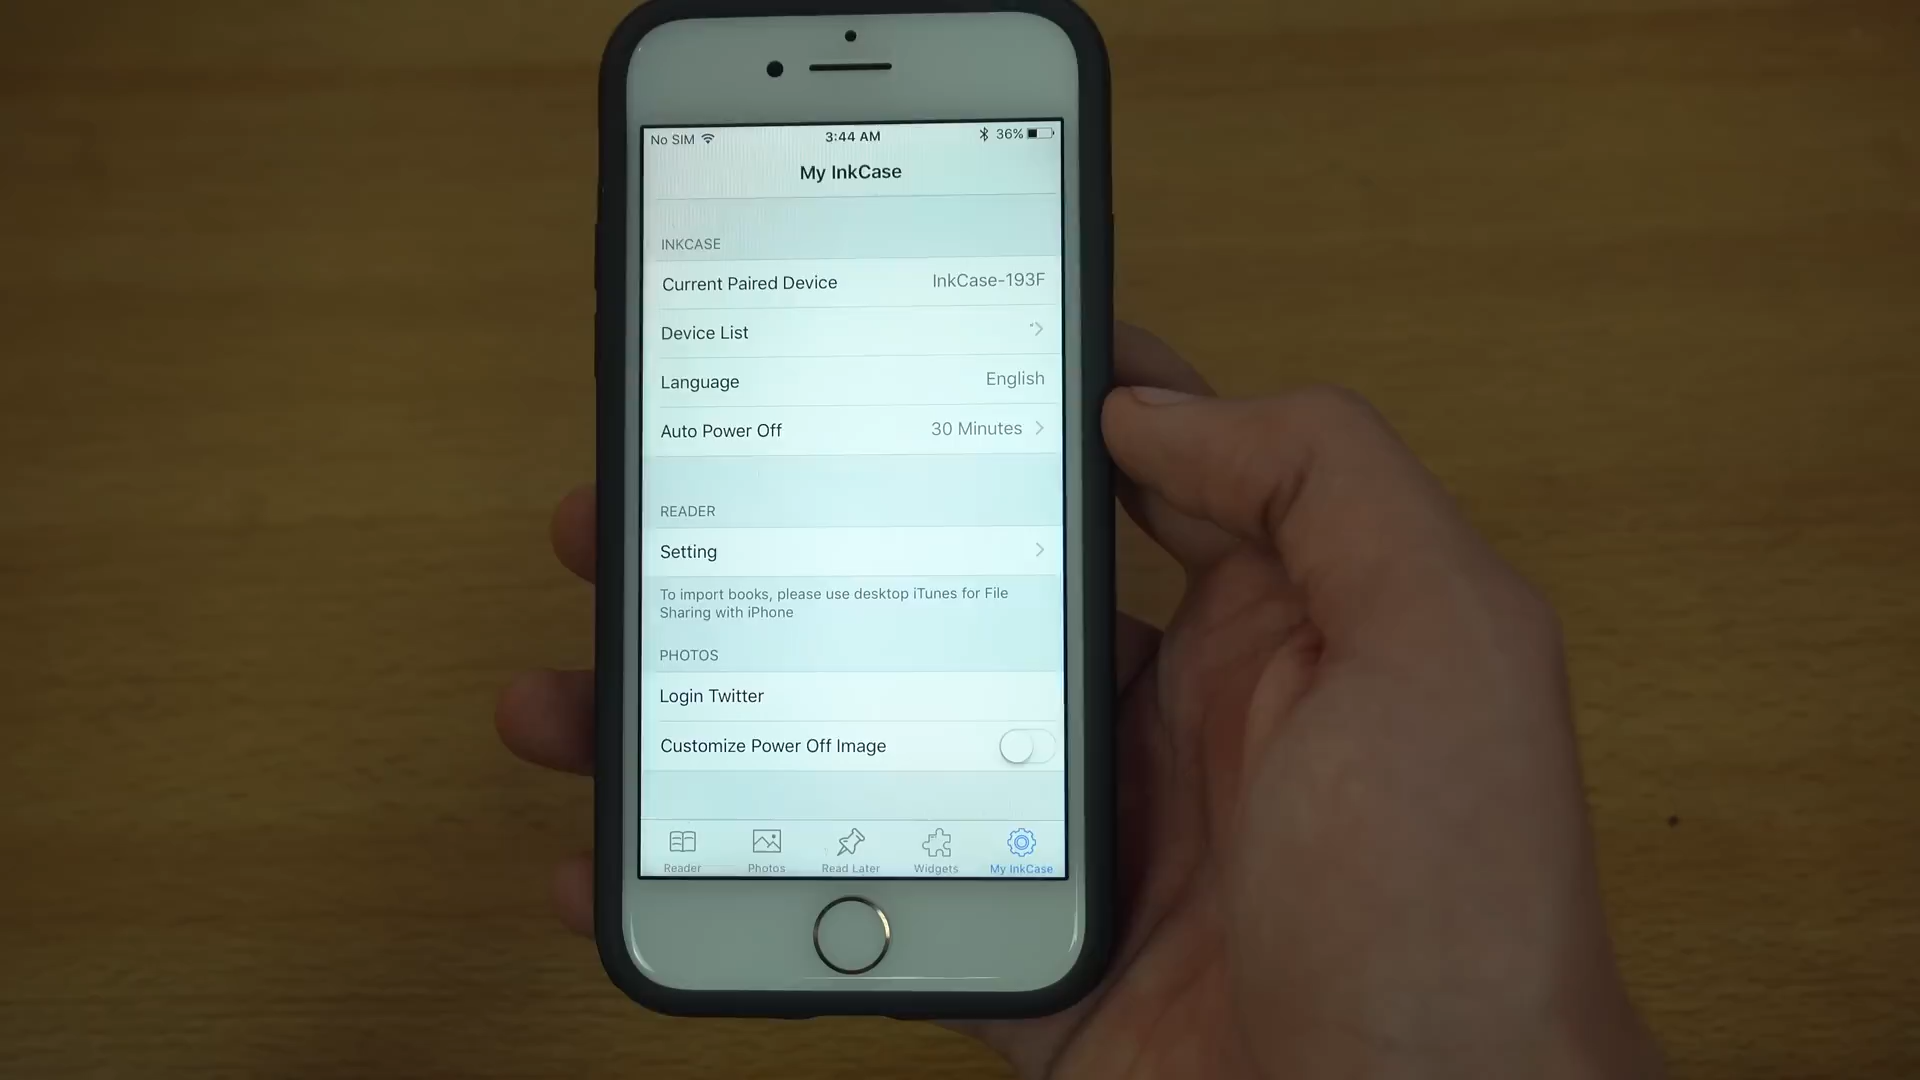 No SIM 3:44 AM 36%
My InkCase
INKCASE
Current Paired Device InkCase-193F
Device List
Language English
Auto Power Off 30 Minutes
READER
Setting
To import books, please use desktop iTunes for File
Sharing with iPhone
PHOTOS
Login Twitter
Customize Power Off Image
Reader Photos Read Later Widgets My InkCase